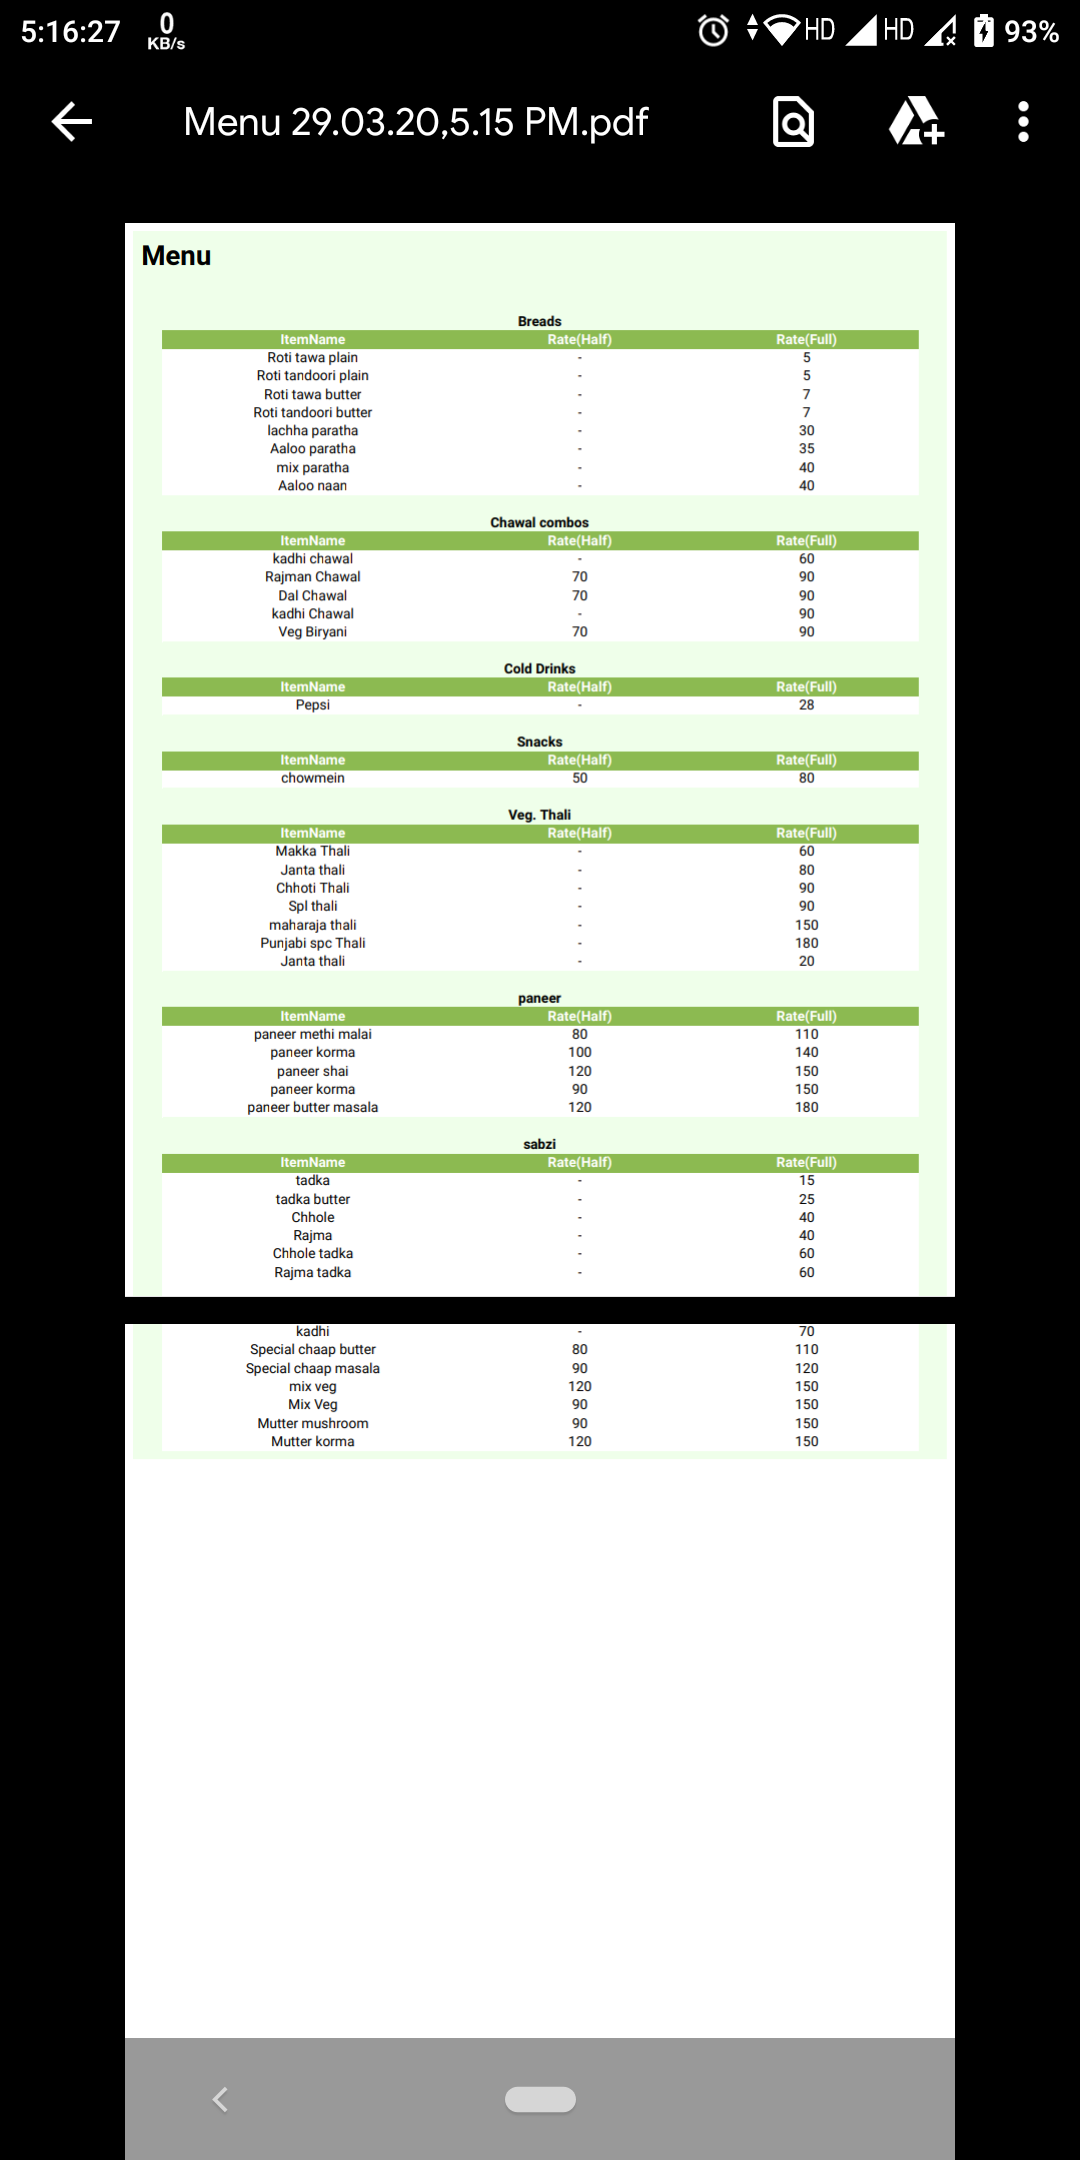 5:16:27 0 KB/s HD HD 93%
Menu 29.03.20,5.15 PM.pdf
Menu
Breads
ItemName Rate(Half) Rate(Full)
Roti tawa plain - 5
Roti tandoori plain - 5
Roti tawa butter - 7
Roti tandoori butter - 7
lachha paratha - 30
Aaloo paratha - 35
mix paratha - 40
Aaloo naan - 40
Chawal combos
ItemName Rate(Half) Rate(Full)
kadhi chawal - 60
Rajman Chawal 70 90
Dal Chawal 70 90
kadhi Chawal - 90
Veg Biryani 70 90
Cold Drinks
ItemName Rate(Half) Rate(Full)
Pepsi - 28
Snacks
ItemName Rate(Half) Rate(Full)
chowmein 50 80
Veg. Thali
ItemName Rate(Half) Rate(Full)
Makka Thali - 60
Janta thali - 80
Chhoti Thali - 90
Spl thali - 90
maharaja thali - 150
Punjabi spc Thali - 180
Janta thali - 20
paneer
ItemName Rate(Half) Rate(Full)
paneer methi malai 80 110
paneer korma 100 140
paneer shai 120 150
paneer korma 90 150
paneer butter masala 120 180
sabzi
ItemName Rate(Half) Rate(Full)
tadka - 15
tadka butter - 25
Chhole - 40
Rajma - 40
Chhole tadka - 60
Rajma tadka - 60
kadhi - 70
Special chaap butter 80 110
Special chaap masala 90 120
mix veg 120 150
Mix Veg 90 150
Mutter mushroom 90 150
Mutter korma 120 150